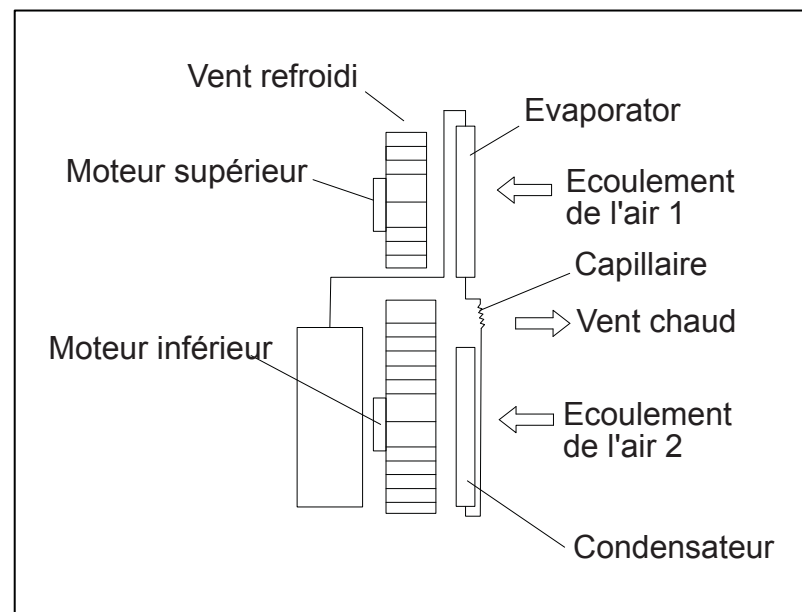 Vent refroidi
Evaporator
Moteur supérieur
Ecoulement
de l'air 1
Capillaire
Vent chaud
Moteur inférieur
Ecoulement
de l'air 2
Condensateur